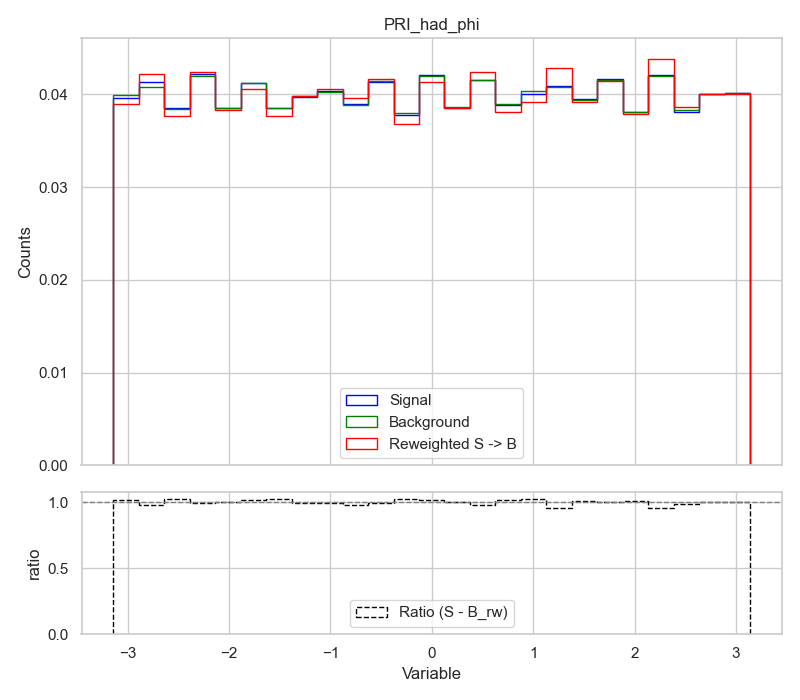 PRI_had_phi
Counts
0.04
0.03
0.02
0.01
0.00
Signal
Background
Reweighted S -> B
ratio
1.0
0.5
0.0
Ratio (S - B_rw)
−3 −2 −1 0 1 2 3
Variable